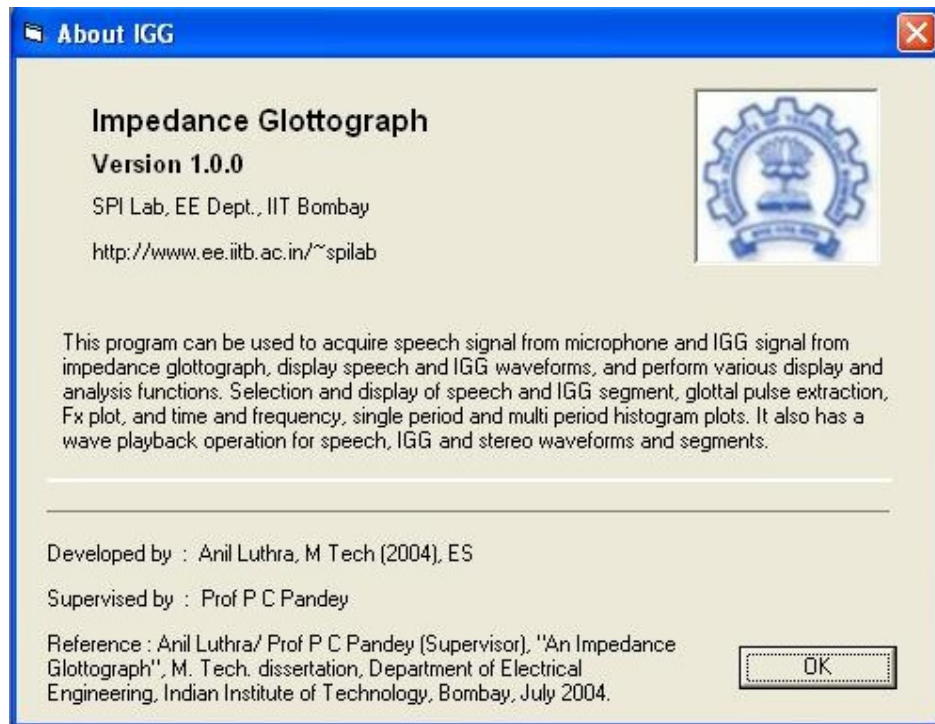 About IGG
Impedance Glottograph
Version 1.0.0
SPI Lab, EE Dept., IIT Bombay
http://www.ee.iitb.ac.in/~spilab
This program can be used to acquire speech signal from microphone and IGG signal from
impedance glottograph, display speech and IGG waveforms, and perform various display and
analysis functions. Selection and display of speech and IGG segment, glottal pulse extraction,
Fx plot, and time and frequency, single period and multi period histogram plots. It also has a
wave playback operation for speech, IGG and stereo waveforms and segments.
Developed by : Anil Luthra, M Tech (2004), ES
Supervised by : Prof P C Pandey
Reference : Anil Luthra/ Prof P C Pandey (Supervisor), "An Impedance
Glottograph", M. Tech. dissertation, Department of Electrical
Engineering, Indian Institute of Technology, Bombay, July 2004.
OK